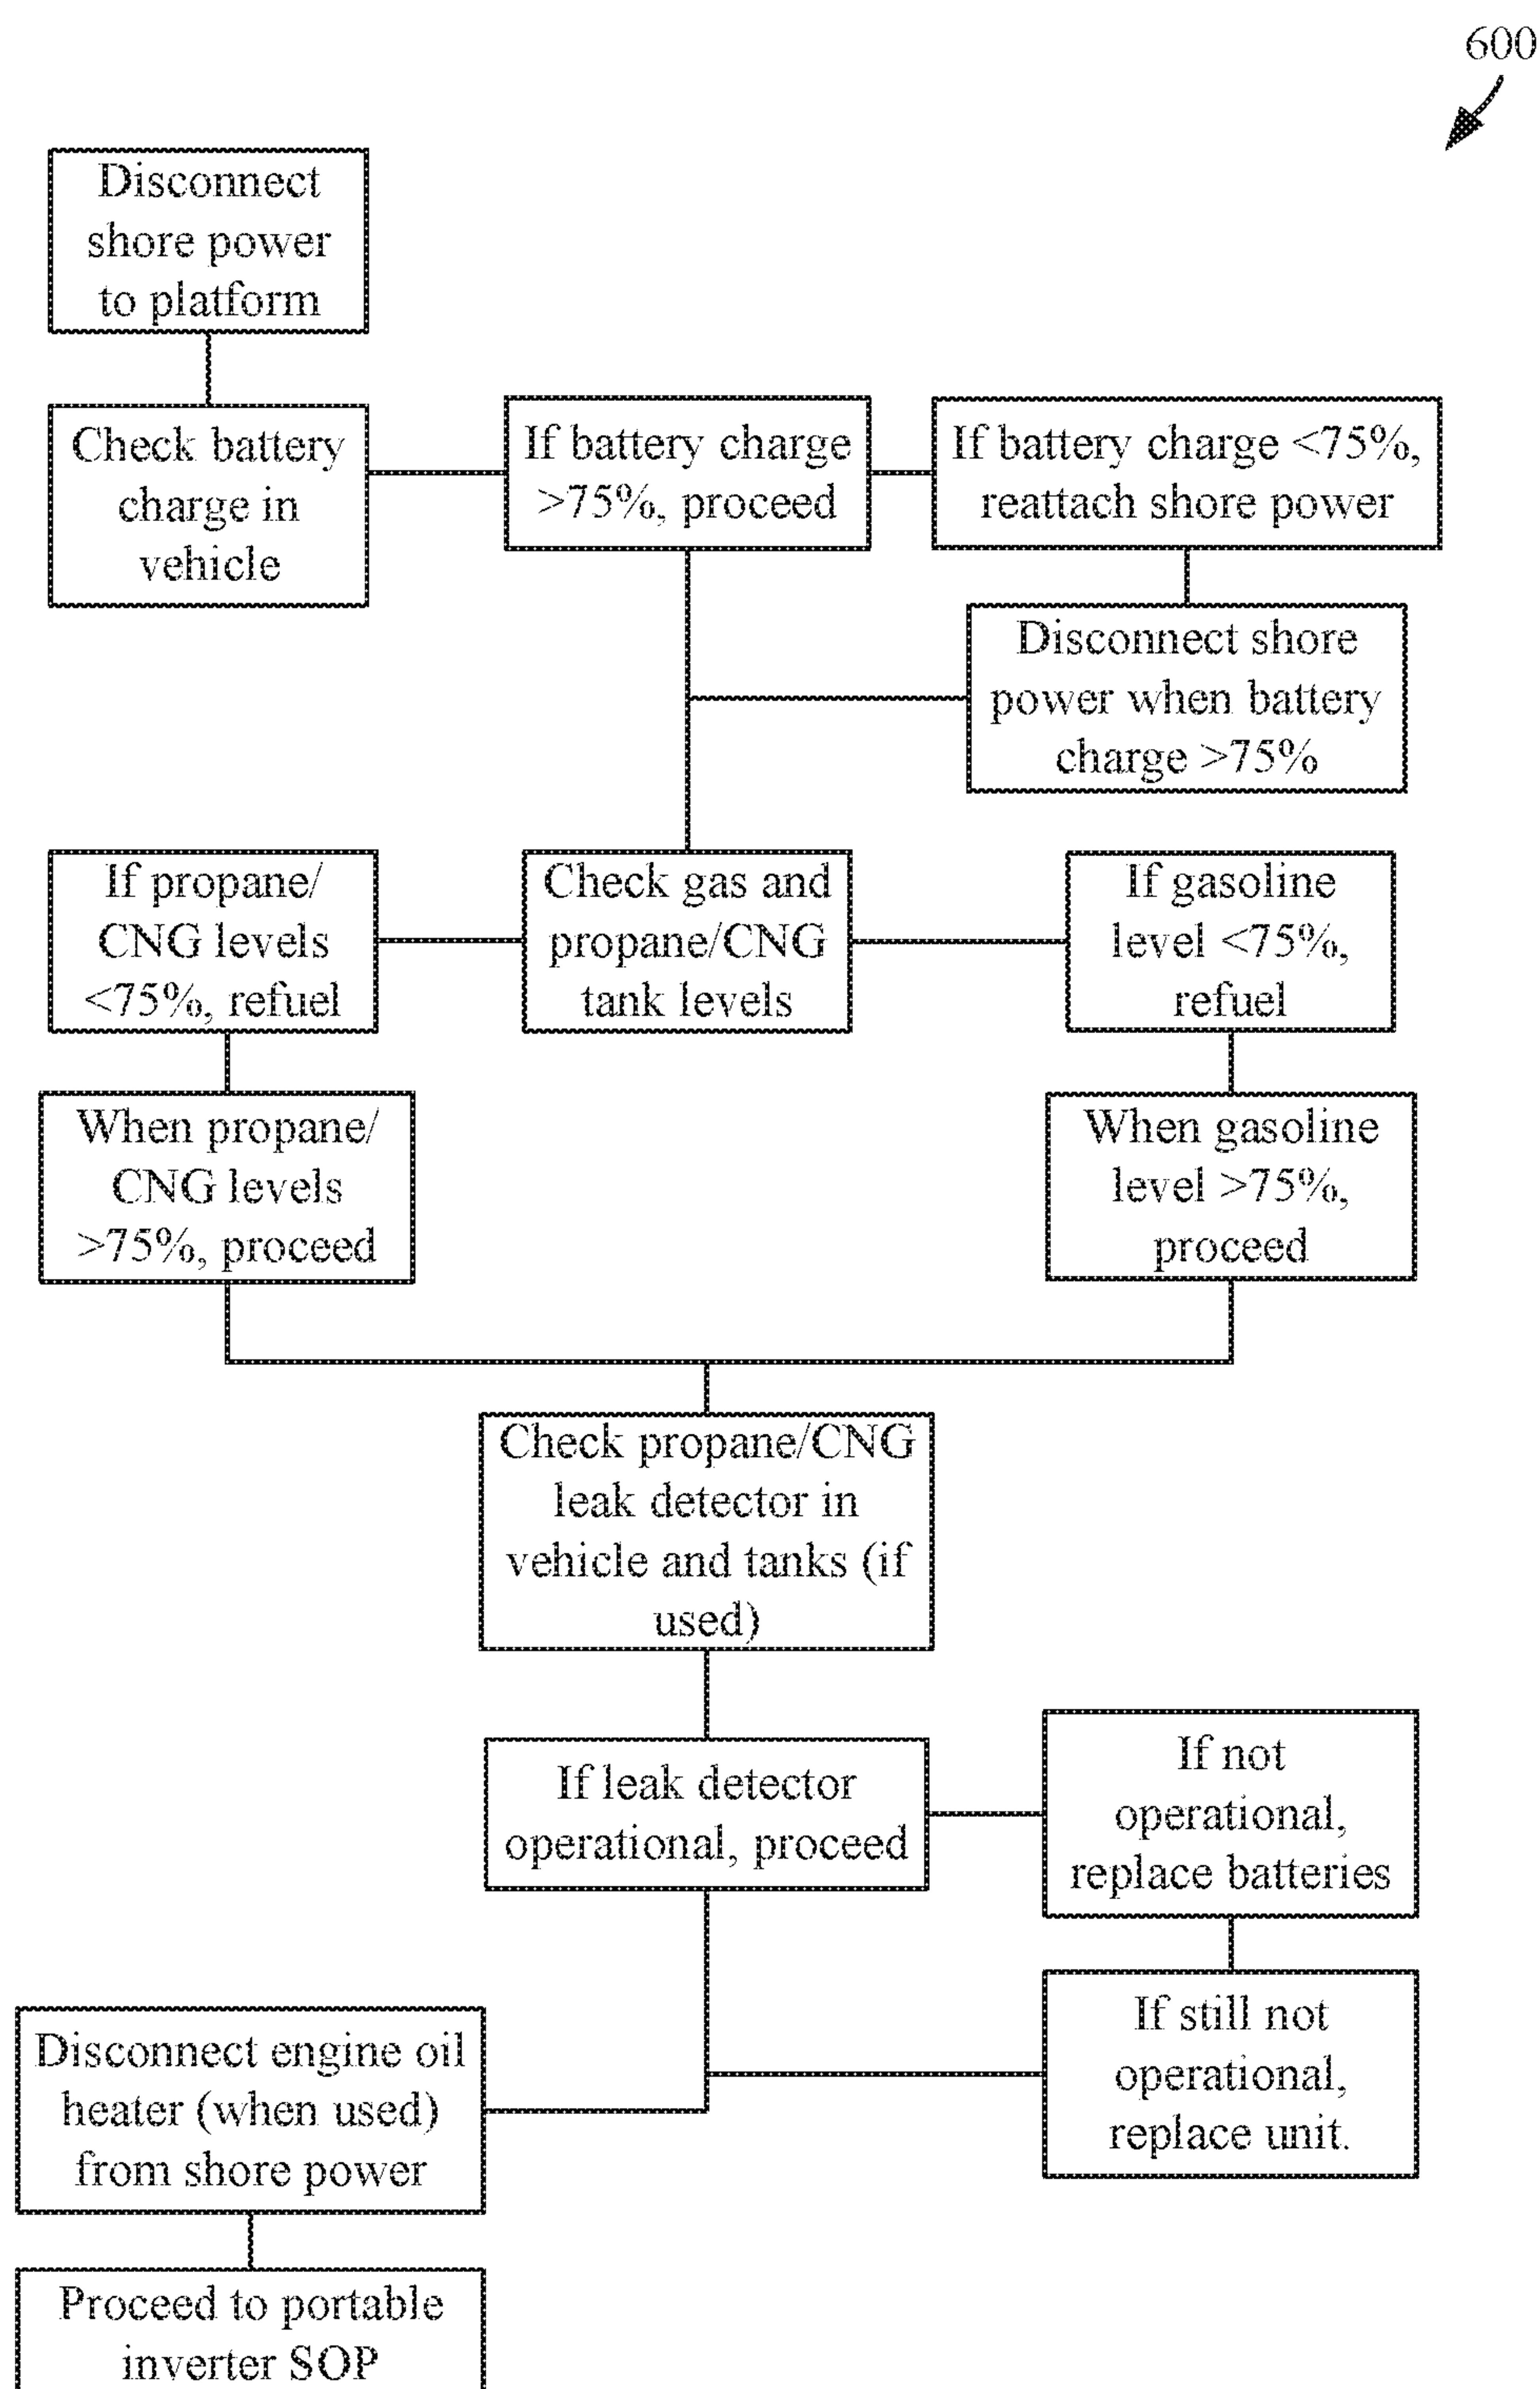 600
Disconnect
shore power
to platform
Check battery
charge in
vehicle
If battery charge
>75%, proceed
If battery charge <75%,
reattach shore power
Disconnect shore
power when battery
charge >75%
If propane/
CNG levels
<75%, refuel
Check gas and
propane/CNG
tank levels
If gasoline
level <75%,
refuel
When propane/
CNG levels
>75%, proceed
When gasoline
level >75%,
proceed
Check propane/CNG
leak detector in
vehicle and tanks (if
used)
If leak detector
operational, proceed
If not
operational,
replace batteries
If still not
operational,
replace unit.
Disconnect engine oil
heater (when used)
from shore power
Proceed to portable
inverter SOP